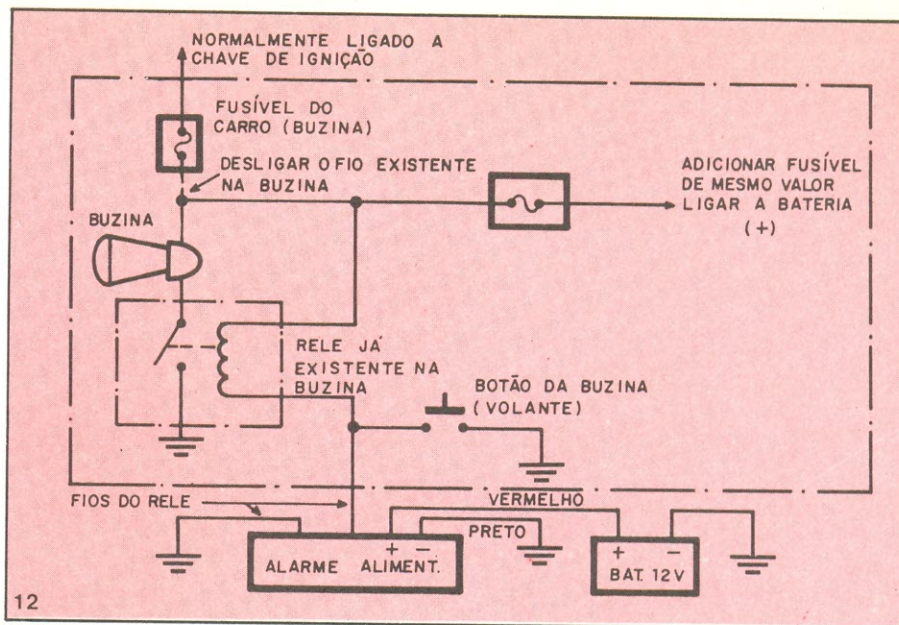 NORMALMENTE LIGADO A
CHAVE DE IGNIÇÃO
FUSÍVEL DO
CARRO (BUZINA)
DESLIGAR O FIO EXISTENTE
NA BUZINA
ADICIONAR FUSÍVEL
DE MESMO VALOR
LIGAR A BATERIA
(+)
BUZINA
RELE JÁ
EXISTENTE NA
BUZINA
BOTÃO DA BUZINA
(VOLANTE)
FIOS DO RELE
VERMELHO
PRETO
+ −
ALARME ALIMENT.
+ −
BAT. 12V
12